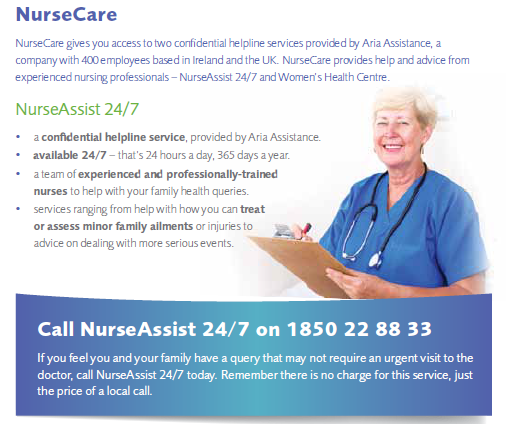 NurseCare
NurseCare gives you access to two confidential helpline services provided by Aria Assistance, a
company with 400 employees based in Ireland and the UK. NurseCare provides help and advice from
experienced nursing professionals – NurseAssist 24/7 and Women's Health Centre.
NurseAssist 24/7
• a confidential helpline service, provided by Aria Assistance.
• available 24/7 – that's 24 hours a day, 365 days a year.
• a team of experienced and professionally-trained
nurses to help with your family health queries.
• services ranging from help with how you can treat
or assess minor family ailments or injuries to
advice on dealing with more serious events.
Call NurseAssist 24/7 on 1850 22 88 33
If you feel you and your family have a query that may not require an urgent visit to the
doctor, call NurseAssist 24/7 today. Remember there is no charge for this service, just
the price of a local call.